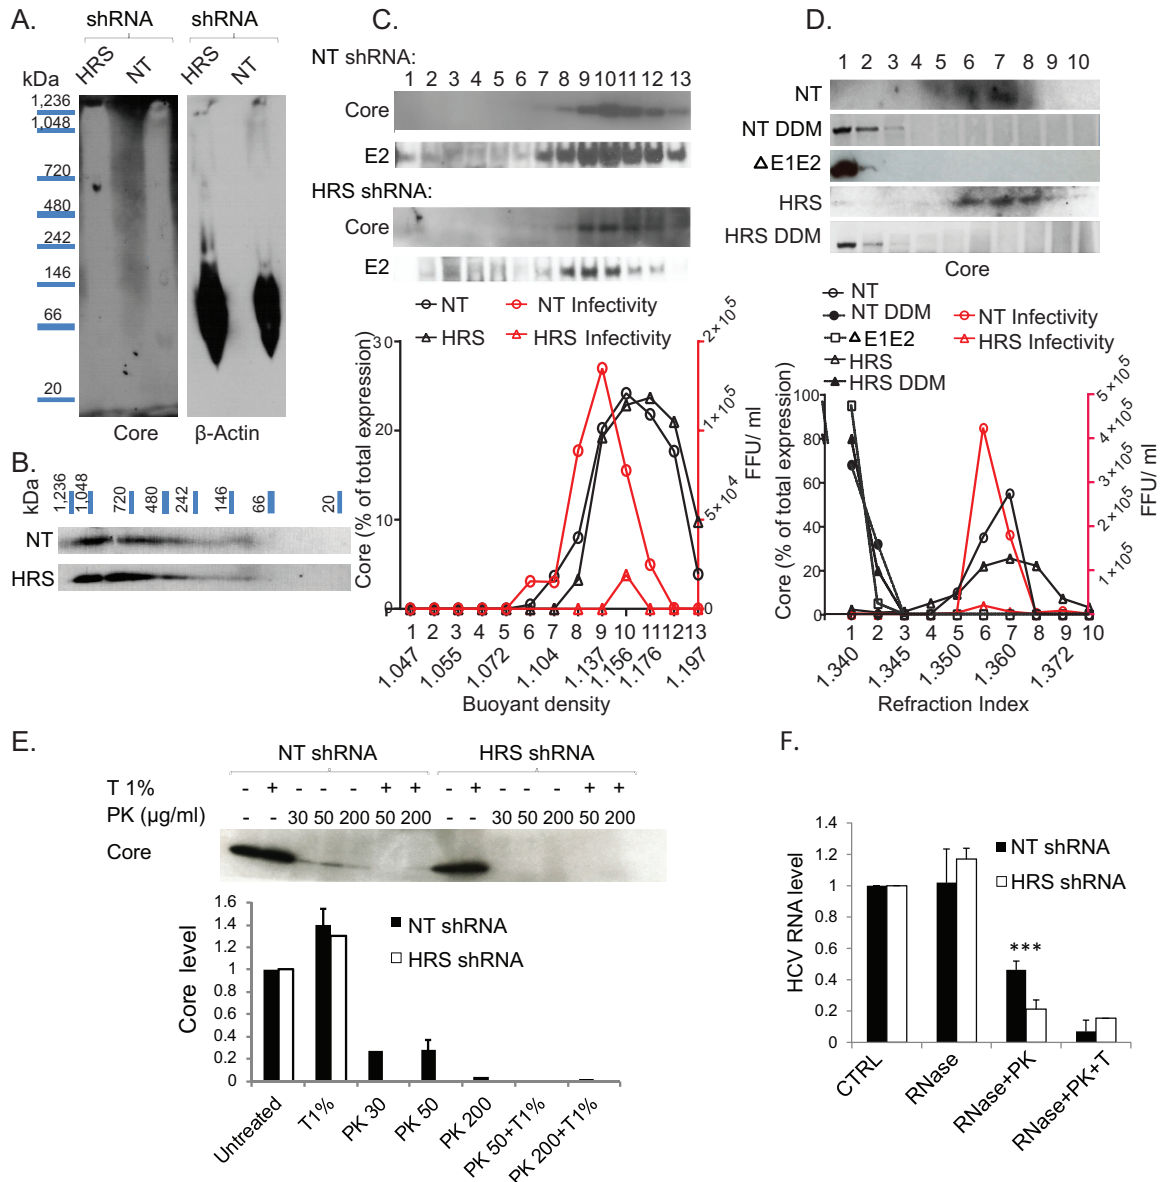 A.
shRNA
shRNA
HRS
NT
HRS
NT
kDa
1,236
1,048
720
480
242
146
66
20
Core
β-Actin
B.
kDa
1,236
1,048
720
480
242
146
66
20
NT
HRS
C.
NT shRNA:
1 2 3 4 5 6 7 8 9 10 11 12 13
Core
E2
HRS shRNA:
Core
E2
NT
NT Infectivity
HRS
HRS Infectivity
Core (% of total expression)
30
20
10
0
2×10⁵
1×10⁵
5×10⁴
0
FFU/ ml
1 2 3 4 5 6 7 8 9 10 11 12 13
1.047
1.055
1.072
1.104
1.137
1.156
1.176
1.197
Buoyant density
D.
1 2 3 4 5 6 7 8 9 10
NT
NT DDM
ΔE1E2
HRS
HRS DDM
Core
NT
NT DDM
ΔE1E2
HRS
HRS DDM
NT Infectivity
HRS Infectivity
Core (% of total expression)
100
80
60
40
20
0
5×10⁵
4×10⁵
3×10⁵
2×10⁵
1×10⁵
FFU/ ml
1 2 3 4 5 6 7 8 9 10
1.340
1.345
1.350
1.360
1.372
Refraction Index
E.
NT shRNA
HRS shRNA
T 1% - + - - - + + - + - - - + +
PK (µg/ml) - - 30 50 200 50 200 - - 30 50 200 50 200
Core
Core level
1.6
1.4
1.2
1
0.8
0.6
0.4
0.2
0
NT shRNA
HRS shRNA
Untreated
T1%
PK 30
PK 50
PK 200
PK 50+T1%
PK 200+T1%
F.
HCV RNA level
1.4
1.2
1
0.8
0.6
0.4
0.2
0
NT shRNA
HRS shRNA
***
CTRL
RNase
RNase+PK
RNase+PK+T